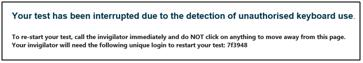 Your test has been interrupted due to the detection of unauthorised keyboard use.
To re-start your test, call the invigilator immediately and do NOT click on anything to move away from this page.
Your invigilator will need the following unique login to restart your test: 7f3948